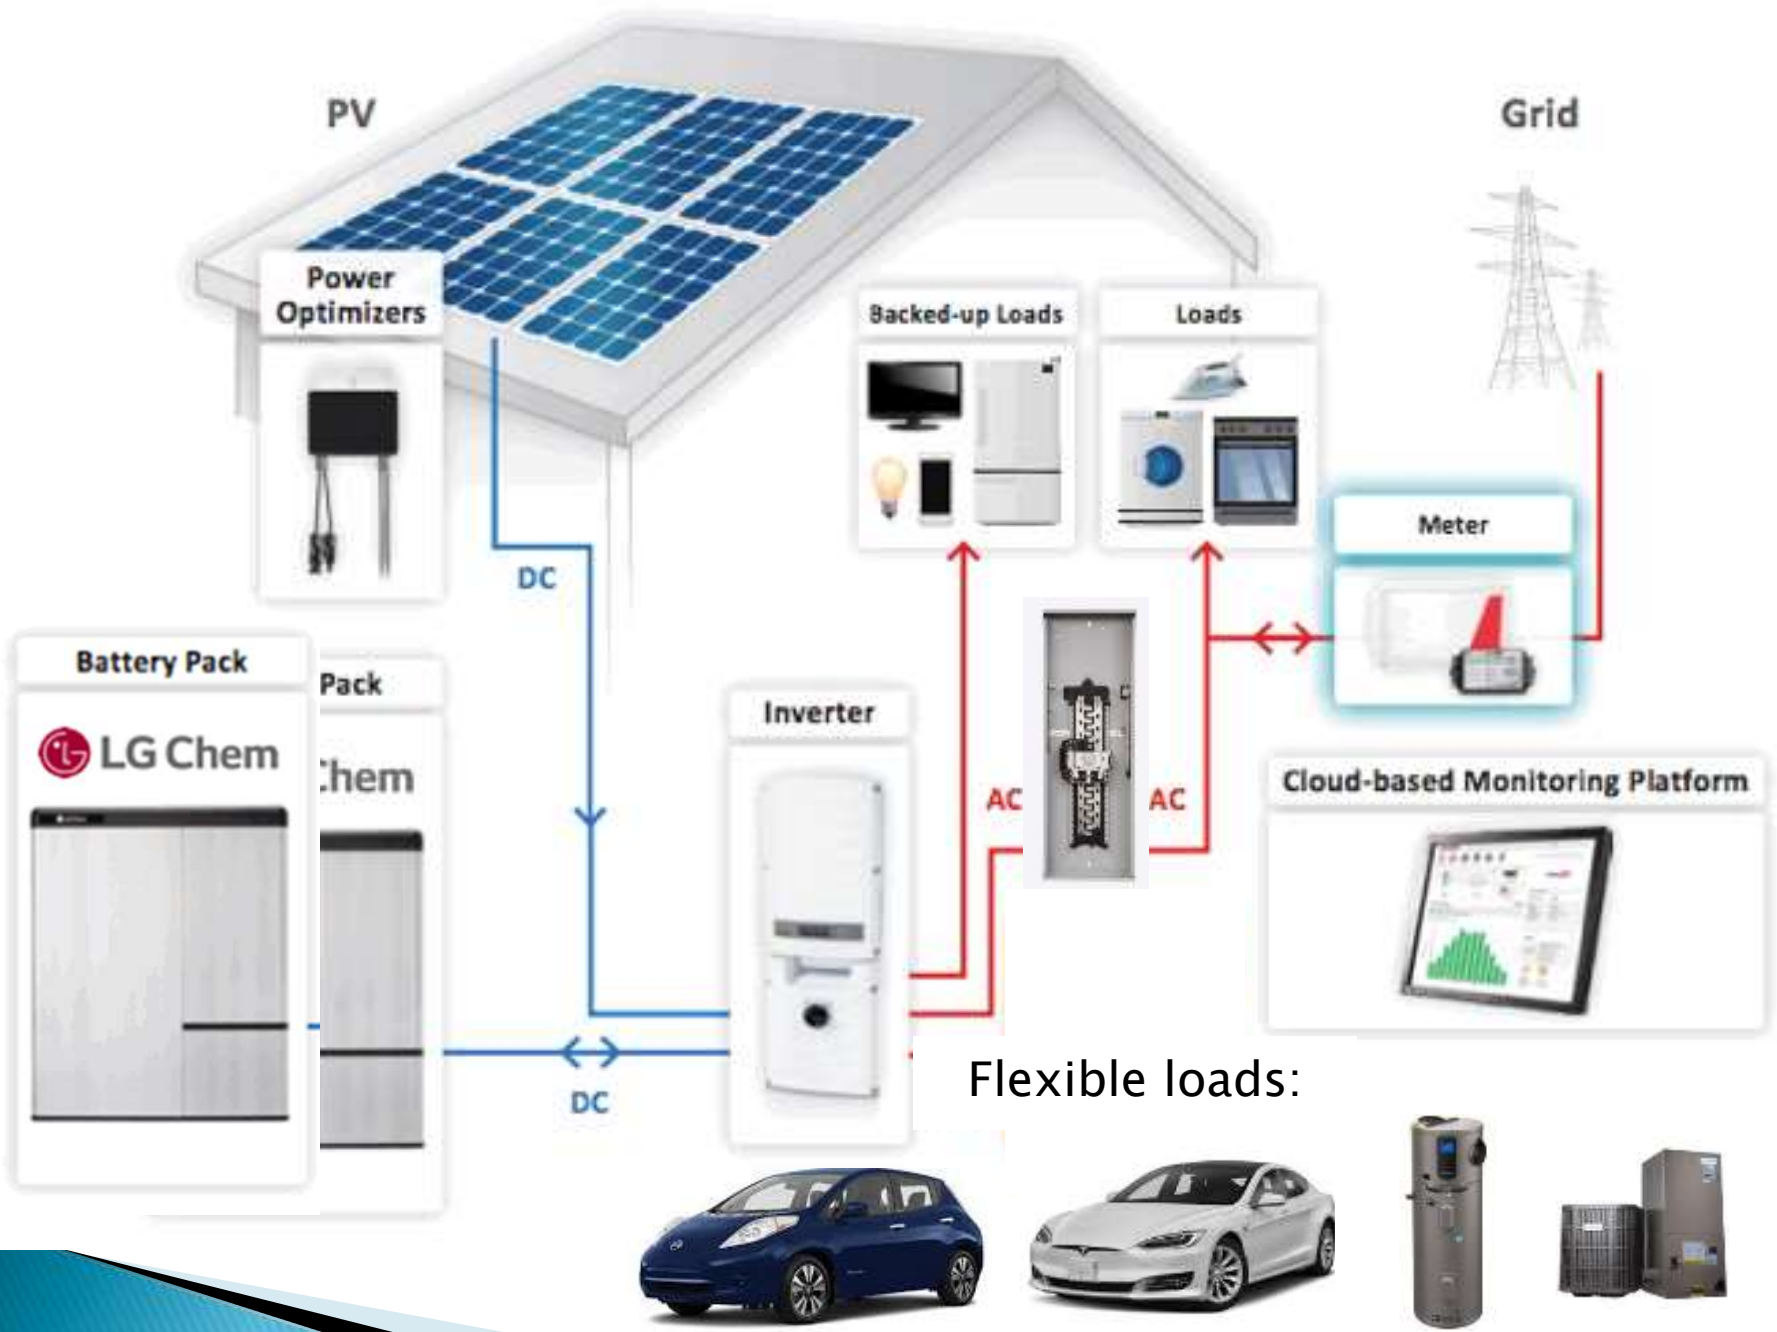 PV
Grid
Power
Optimizers
Backed-up Loads
Loads
Meter
DC
Battery Pack
Pack
LG Chem
Chem
Inverter
AC
AC
Cloud-based Monitoring Platform
DC
Flexible loads: